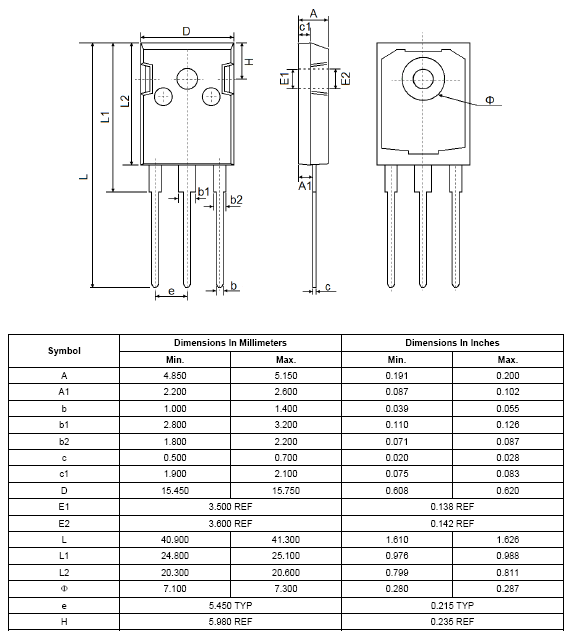 A
c1
D
H
E1
E2
Φ
L2
L1
L
A1
b1
b2
e
b
c
Symbol Dimensions In Millimeters Dimensions In Inches
Min. Max. Min. Max.
A 4.850 5.150 0.191 0.200
A1 2.200 2.600 0.087 0.102
b 1.000 1.400 0.039 0.055
b1 2.800 3.200 0.110 0.126
b2 1.800 2.200 0.071 0.087
c 0.500 0.700 0.020 0.028
c1 1.900 2.100 0.075 0.083
D 15.450 15.750 0.608 0.620
E1 3.500 REF 0.138 REF
E2 3.600 REF 0.142 REF
L 40.900 41.300 1.610 1.626
L1 24.800 25.100 0.976 0.988
L2 20.300 20.600 0.799 0.811
Φ 7.100 7.300 0.280 0.287
e 5.450 TYP 0.215 TYP
H 5.980 REF 0.235 REF